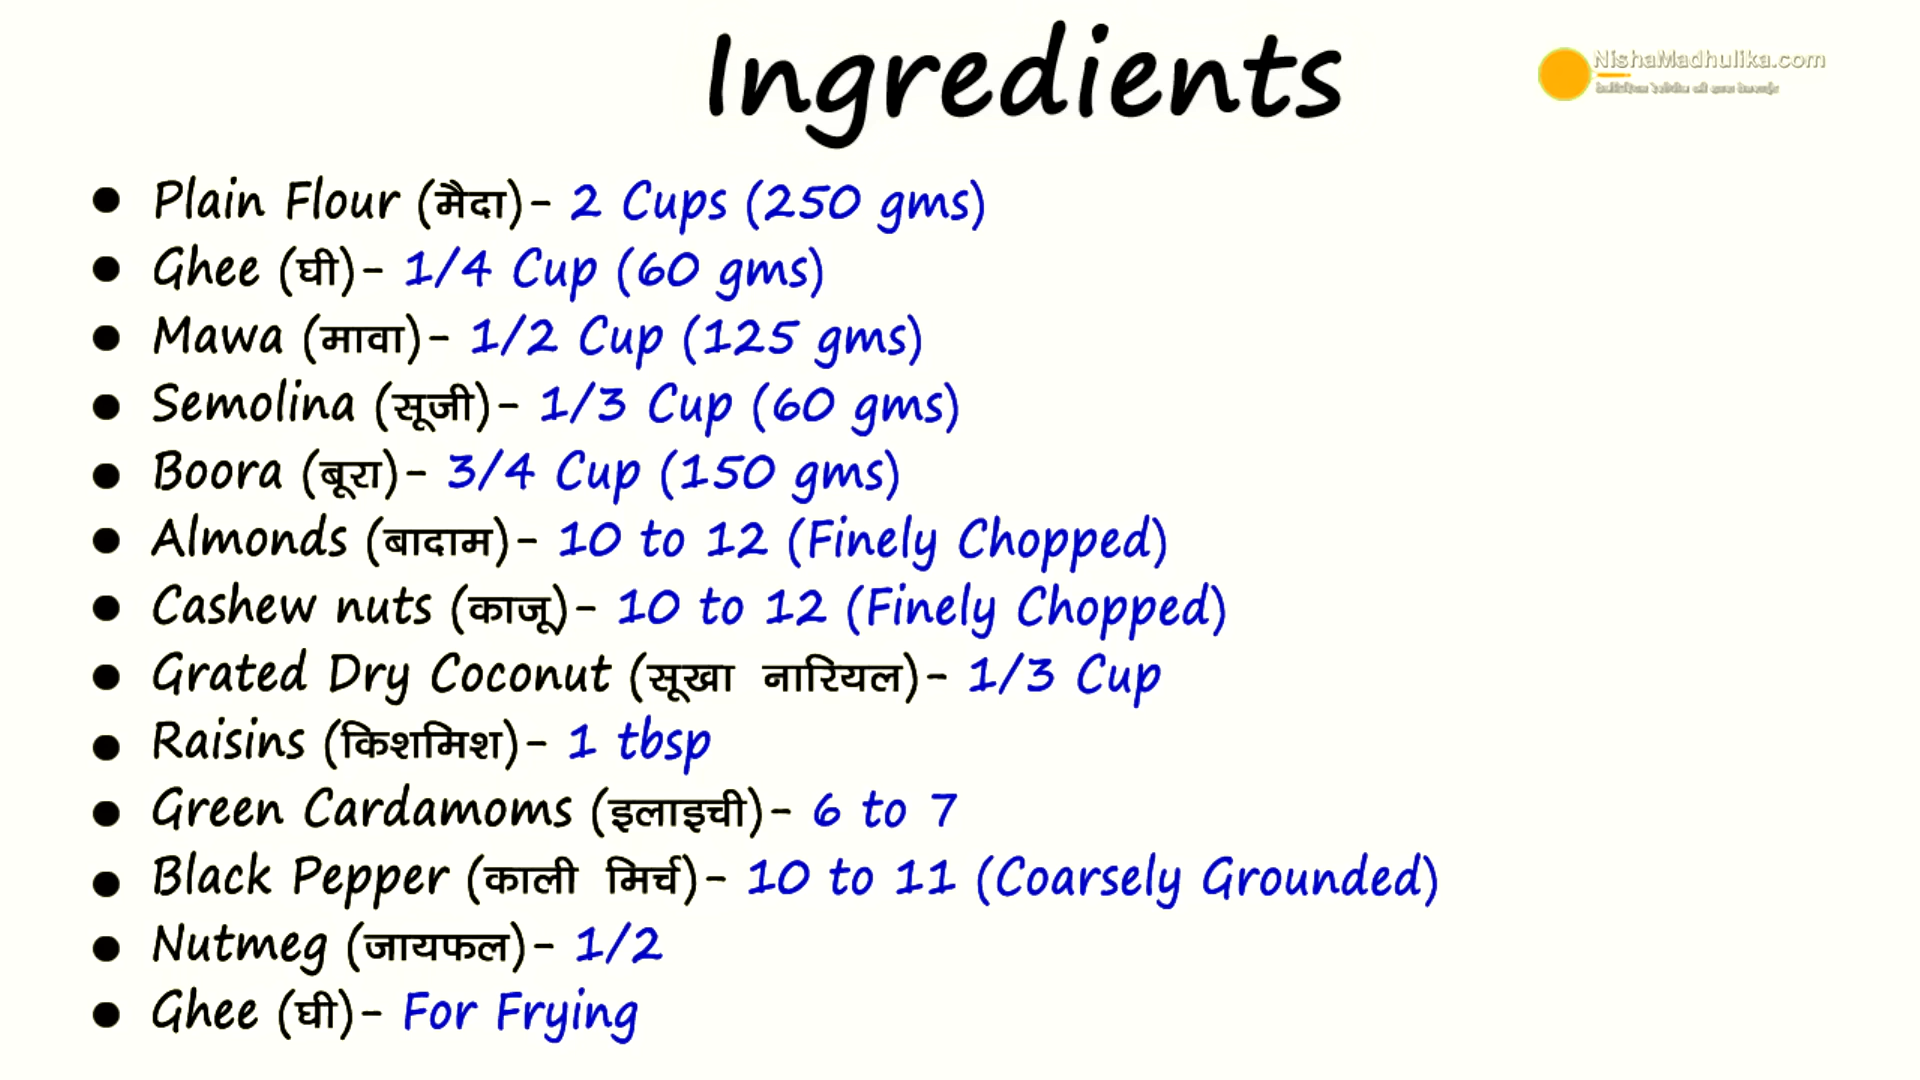 Ingredients
NishaMadhulika.com
• Plain Flour (मैदा)- 2 Cups (250 gms)
• Ghee (घी)- 1/4 Cup (60 gms)
• Mawa (मावा)- 1/2 Cup (125 gms)
• Semolina (सूजी)- 1/3 Cup (60 gms)
• Boora (बूरा)- 3/4 Cup (150 gms)
• Almonds (बादाम)- 10 to 12 (Finely Chopped)
• Cashew nuts (काजू)- 10 to 12 (Finely Chopped)
• Grated Dry Coconut (सूखा नारियल)- 1/3 Cup
• Raisins (किशमिश)- 1 tbsp
• Green Cardamoms (इलाइची)- 6 to 7
• Black Pepper (काली मिर्च)- 10 to 11 (Coarsely Grounded)
• Nutmeg (जायफल)- 1/2
• Ghee (घी)- For Frying